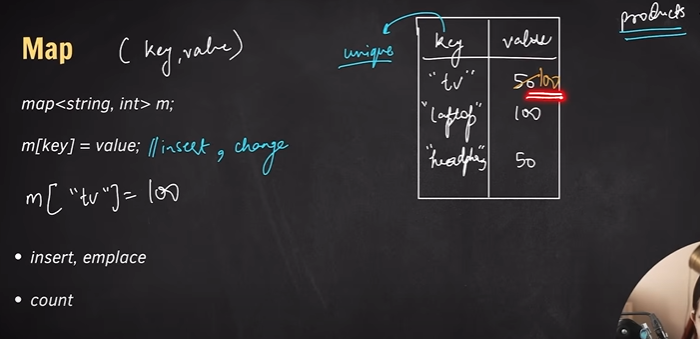 products
Map (key, value)
unique
key value
"tv" 50 100
"laptop" 100
50
map<string, int> m;
m[key] = value; //insert, change
m["tv"] = 100
• insert, emplace
• count